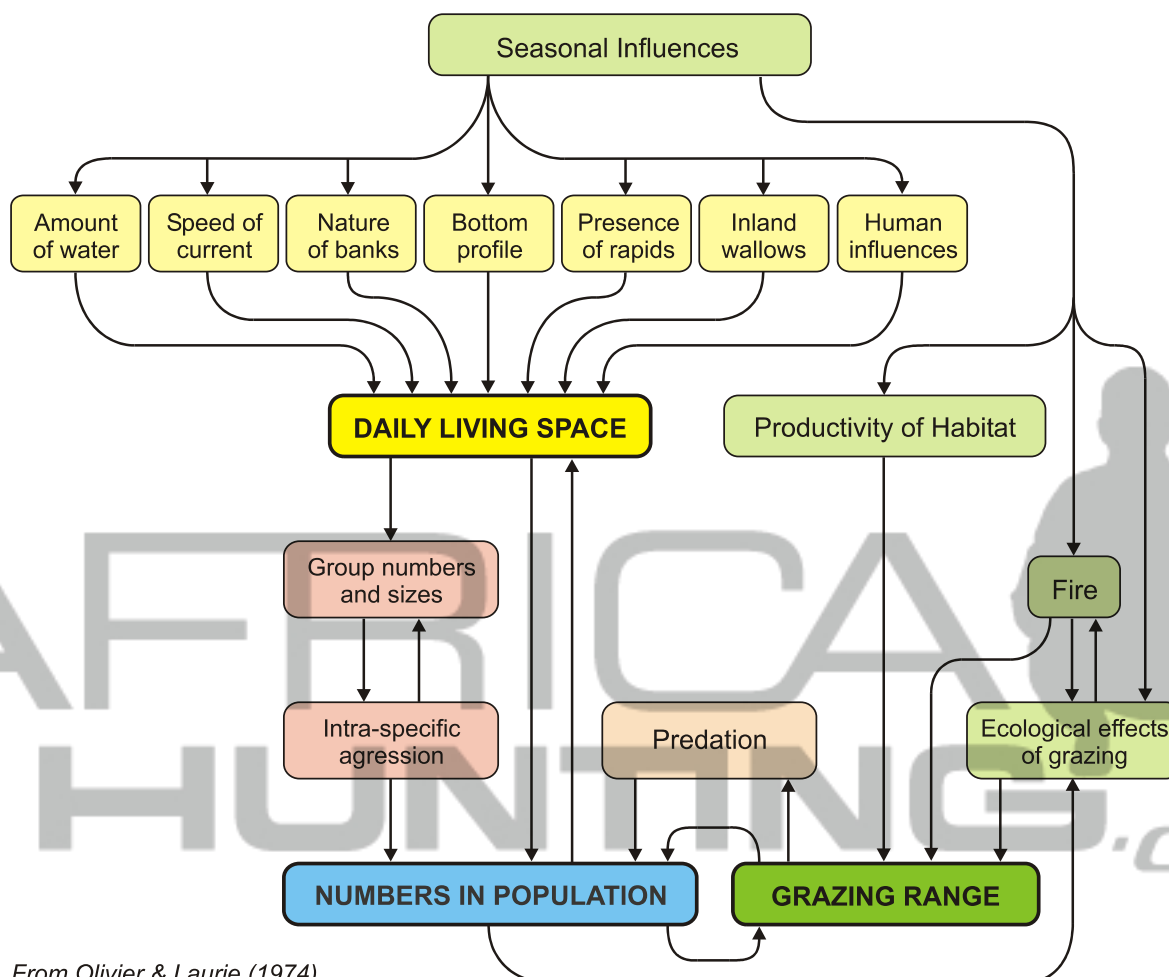 Seasonal Influences
Amount
of water
Speed of
current
Nature
of banks
Bottom
profile
Presence
of rapids
Inland
wallows
Human
influences
DAILY LIVING SPACE
Productivity of Habitat
Group numbers
and sizes
Fire
Intra-specific
agression
Predation
Ecological effects
of grazing
AFRICA
HUNTING
NUMBERS IN POPULATION
GRAZING RANGE
From Olivier & Laurie (1974)